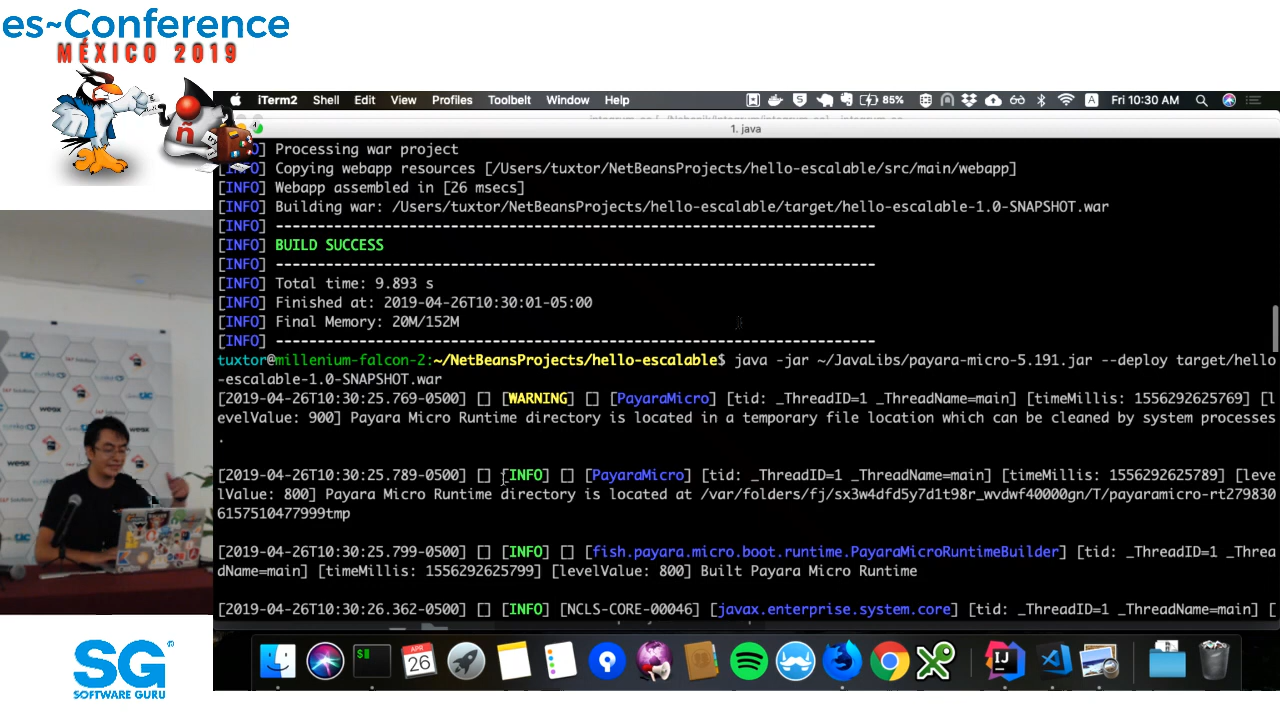 es~Conference
MÉXICO 2019
iTerm2 Shell Edit View Profiles Toolbelt Window Help 85% A Fri 10:30 AM
1. java
[INFO] Processing war project
[INFO] Copying webapp resources [/Users/tuxtor/NetBeansProjects/hello-escalable/src/main/webapp]
[INFO] Webapp assembled in [26 msecs]
[INFO] Building war: /Users/tuxtor/NetBeansProjects/hello-escalable/target/hello-escalable-1.0-SNAPSHOT.war
[INFO] ------------------------------------------------------------------------
[INFO] BUILD SUCCESS
[INFO] ------------------------------------------------------------------------
[INFO] Total time: 9.893 s
[INFO] Finished at: 2019-04-26T10:30:01-05:00
[INFO] Final Memory: 20M/152M
[INFO] ------------------------------------------------------------------------
tuxtor@millenium-falcon-2:~/NetBeansProjects/hello-escalable$ java -jar ~/JavaLibs/payara-micro-5.191.jar --deploy target/hello
-escalable-1.0-SNAPSHOT.war
[2019-04-26T10:30:25.769-0500] [] [WARNING] [] [PayaraMicro] [tid: _ThreadID=1 _ThreadName=main] [timeMillis: 1556292625769] [l
evelValue: 900] Payara Micro Runtime directory is located in a temporary file location which can be cleaned by system processes
.
[2019-04-26T10:30:25.789-0500] [] [INFO] [] [PayaraMicro] [tid: _ThreadID=1 _ThreadName=main] [timeMillis: 1556292625789] [leve
lValue: 800] Payara Micro Runtime directory is located at /var/folders/fj/sx3w4dfd5y7d1t98r_wvdwf40000gn/T/payaramicro-rt279830
6157510477999tmp
[2019-04-26T10:30:25.799-0500] [] [INFO] [] [fish.payara.micro.boot.runtime.PayaraMicroRuntimeBuilder] [tid: _ThreadID=1 _Threa
dName=main] [timeMillis: 1556292625799] [levelValue: 800] Built Payara Micro Runtime
[2019-04-26T10:30:26.362-0500] [] [INFO] [NCLS-CORE-00046] [javax.enterprise.system.core] [tid: _ThreadID=1 _ThreadName=main] [
APR
26
SG
SOFTWARE GURU